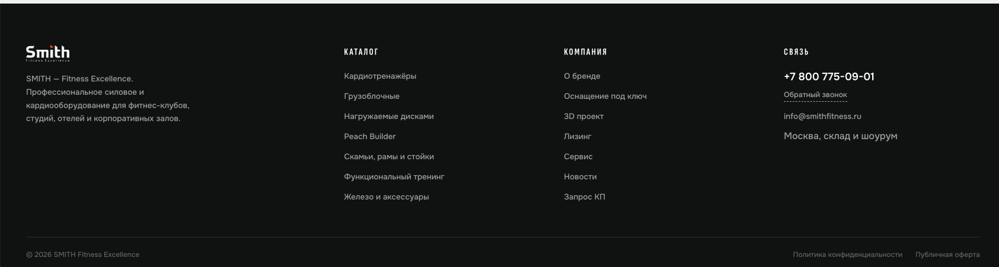 Smith
Fitness Excellence
SMITH — Fitness Excellence.
Профессиональное силовое и
кардиооборудование для фитнес-клубов,
студий, отелей и корпоративных залов.
КАТАЛОГ
Кардиотренажёры
Грузоблочные
Нагружаемые дисками
Peach Builder
Скамьи, рамы и стойки
Функциональный тренинг
Железо и аксессуары
КОМПАНИЯ
О бренде
Оснащение под ключ
3D проект
Лизинг
Сервис
Новости
Запрос КП
СВЯЗЬ
+7 800 775-09-01
Обратный звонок
info@smithfitness.ru
Москва, склад и шоурум
© 2026 SMITH Fitness Excellence
Политика конфиденциальности
Публичная оферта